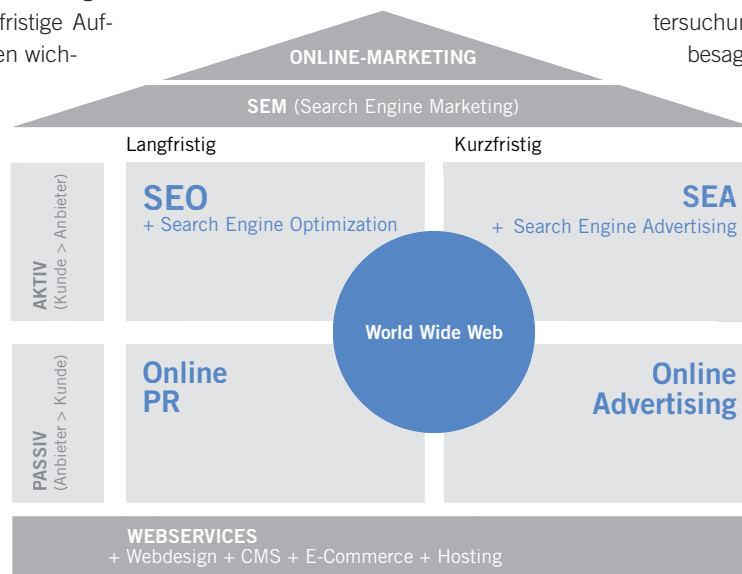 fristige Auf-
en wich-
tersuchun
besag
ONLINE-MARKETING
SEM (Search Engine Marketing)
Langfristig
Kurzfristig
AKTIV
(Kunde > Anbieter)
SEO
+ Search Engine Optimization
SEA
+ Search Engine Advertising
World Wide Web
PASSIV
(Anbieter > Kunde)
Online
PR
Online
Advertising
WEBSERVICES
+ Webdesign + CMS + E-Commerce + Hosting